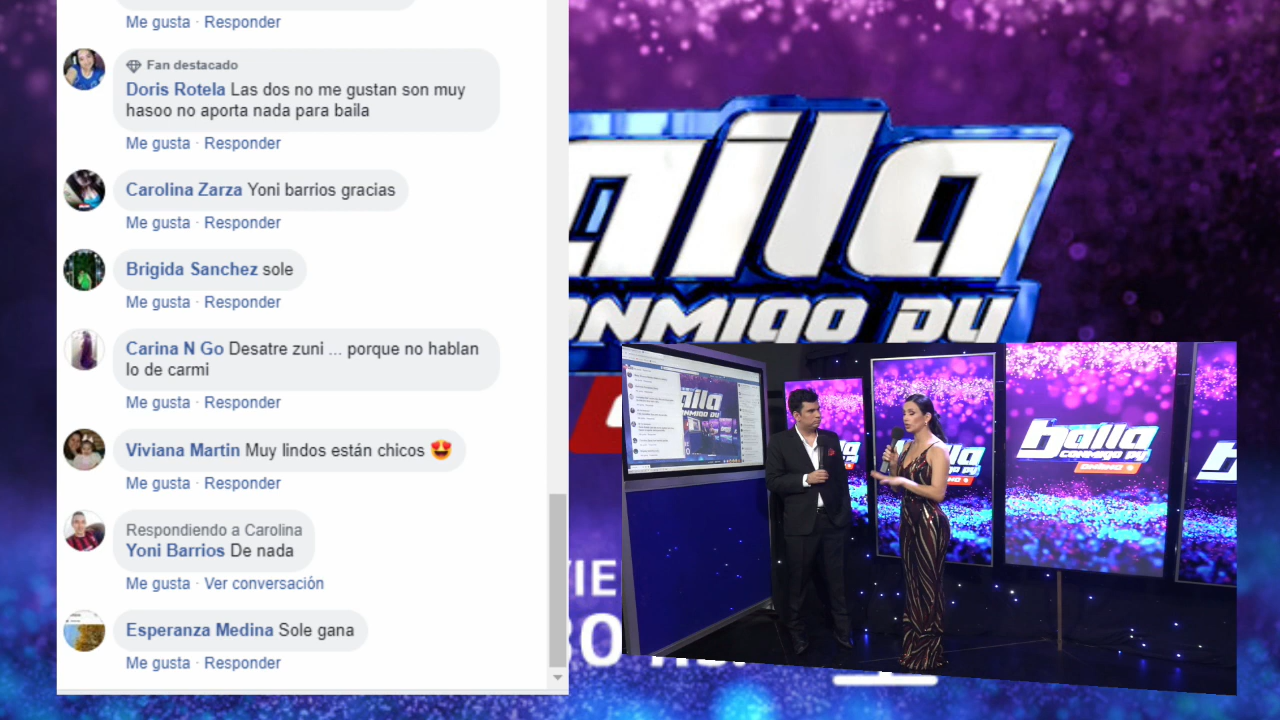 Me gusta · Responder
Fan destacado
Doris Rotela Las dos no me gustan son muy
hasoo no aporta nada para baila
Me gusta · Responder
Carolina Zarza Yoni barrios gracias
Me gusta · Responder
Brigida Sanchez sole
Me gusta · Responder
Carina N Go Desatre zuni ... porque no hablan
lo de carmi
Me gusta · Responder
Viviana Martin Muy lindos están chicos 😍
Me gusta · Responder
Respondiendo a Carolina
Yoni Barrios De nada
Me gusta · Ver conversación
Esperanza Medina Sole gana
Me gusta · Responder
aila
ONMIGO PY
baila
CONMIGO PY
baila
CONMIGO PY